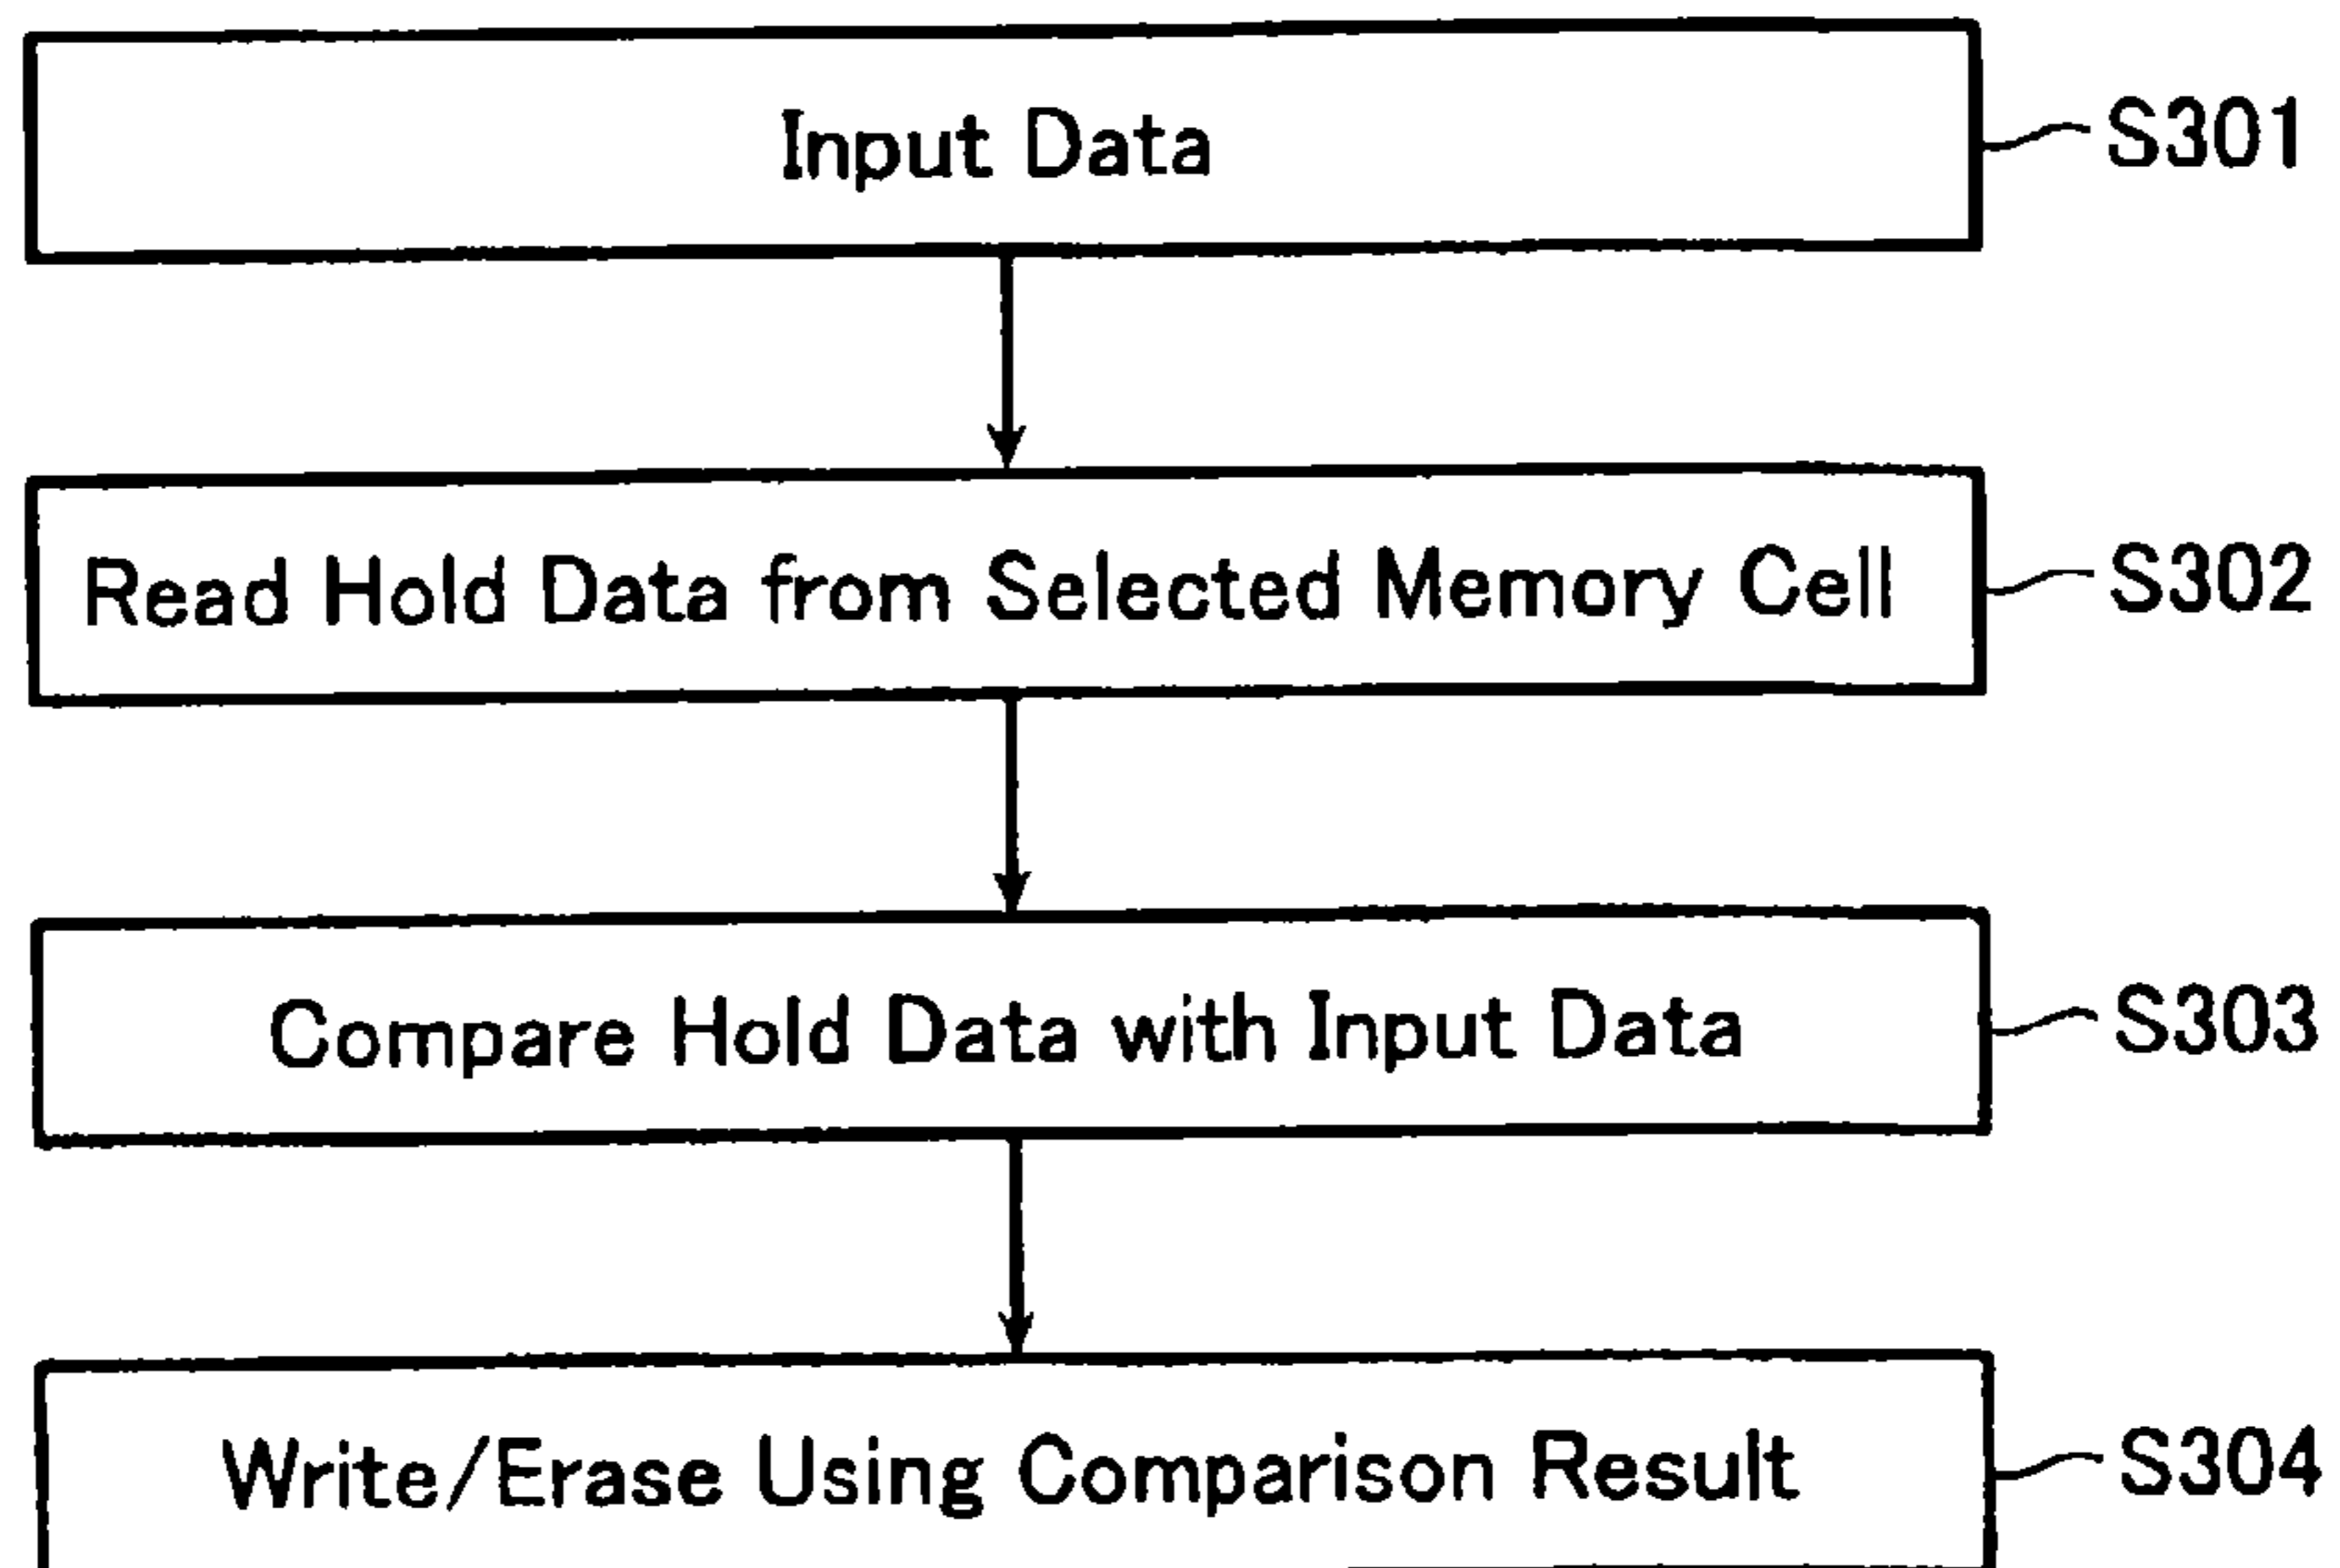 Input Data
S301
Read Hold Data from Selected Memory Cell
S302
Compare Hold Data with Input Data
S303
Write/Erase Using Comparison Result
S304